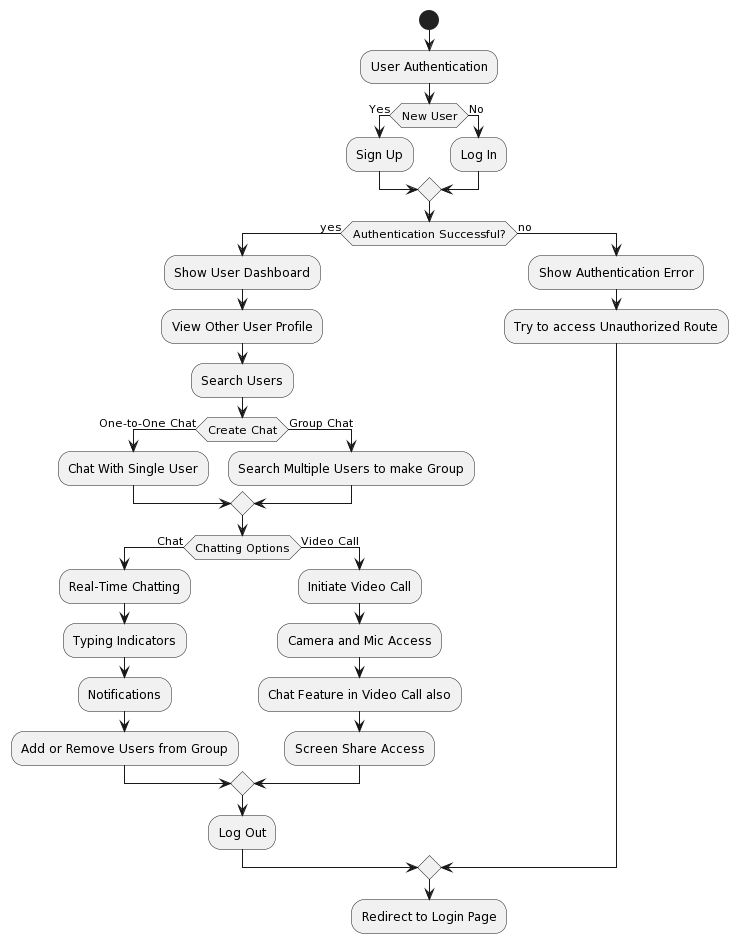 User Authentication
Yes
New User
No
Sign Up
Log In
yes
Authentication Successful?
no
Show User Dashboard
Show Authentication Error
View Other User Profile
Try to access Unauthorized Route
Search Users
One-to-One Chat
Create Chat
Group Chat
Chat With Single User
Search Multiple Users to make Group
Chat
Chatting Options
Video Call
Real-Time Chatting
Initiate Video Call
Typing Indicators
Camera and Mic Access
Notifications
Chat Feature in Video Call also
Add or Remove Users from Group
Screen Share Access
Log Out
Redirect to Login Page